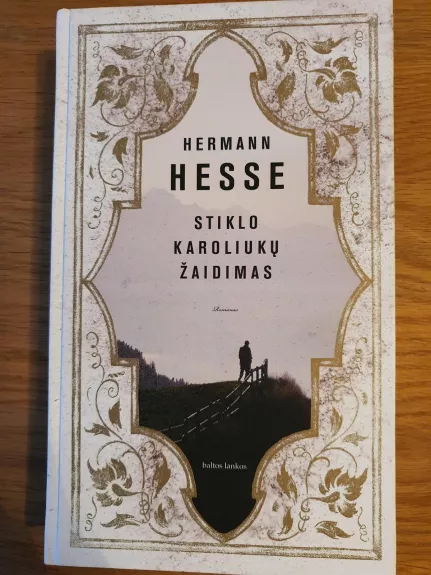 HERMANN
HESSE
STIKLO
KAROLIUKŲ
ŽAIDIMAS
Romanas
baltos lankos